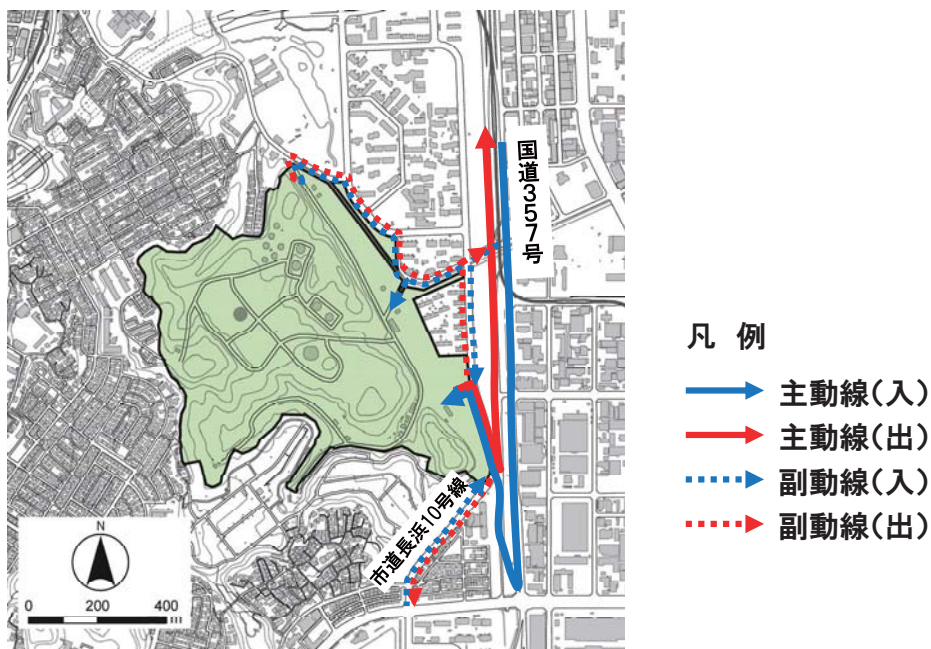 国道357号
市道長浜10号線
N
0 200 400
m
凡 例
主動線(入)
主動線(出)
副動線(入)
副動線(出)